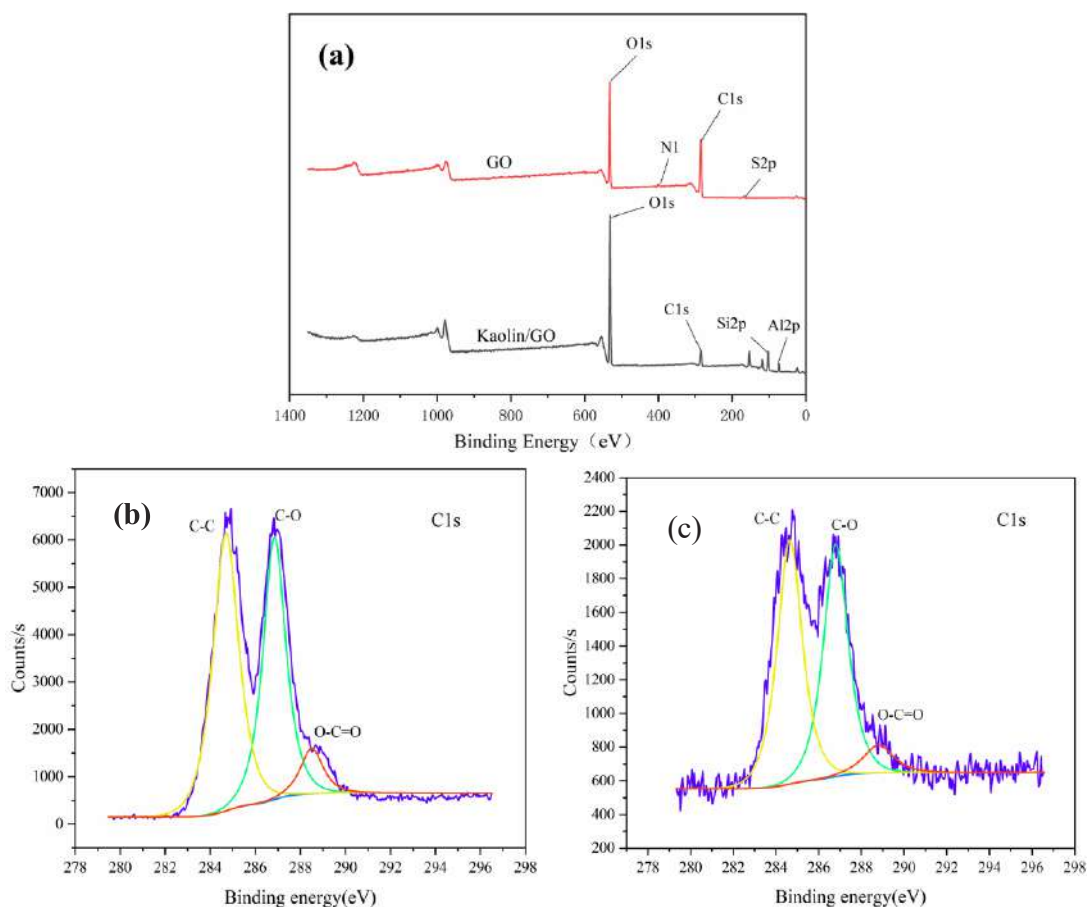 (a)
O1s
C1s
N1
S2p
GO
O1s
C1s
Si2p
Al2p
Kaolin/GO
1400 1200 1000 800 600 400 200 0
Binding Energy (eV)
(b)
C-C
C-O
C1s
O-C=O
7000
6000
5000
4000
3000
2000
1000
0
Counts/s
278 280 282 284 286 288 290 292 294 296 298
Binding energy(eV)
(c)
C-C
C-O
C1s
O-C=O
2400
2200
2000
1800
1600
1400
1200
1000
800
600
400
200
Counts/s
278 280 282 284 286 288 290 292 294 296 298
Binding energy(eV)